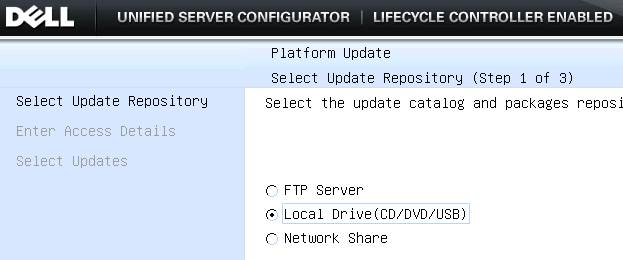 DELL UNIFIED SERVER CONFIGURATOR | LIFECYCLE CONTROLLER ENABLED
Platform Update
Select Update Repository (Step 1 of 3)
Select Update Repository
Select the update catalog and packages
Enter Access Details
Select Updates
FTP Server
Local Drive(CD/DVD/USB)
Network Share